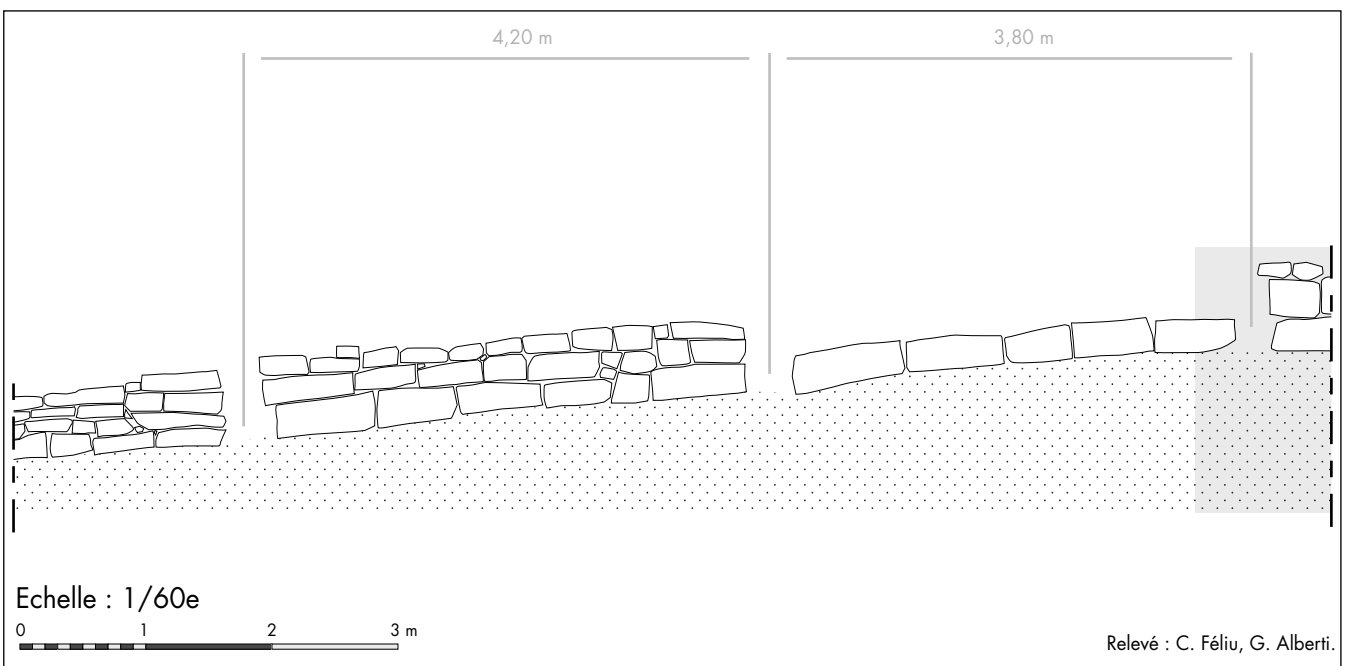 4,20 m
3,80 m
Echelle : 1/60e
0 1 2 3 m
Relevé : C. Féliu, G. Alberti.